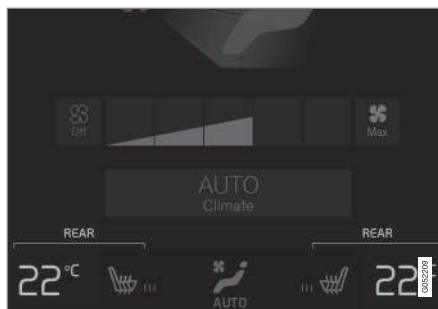 Off
Max
AUTO
Climate
REAR REAR
22°C 22°
AUTO
G052209